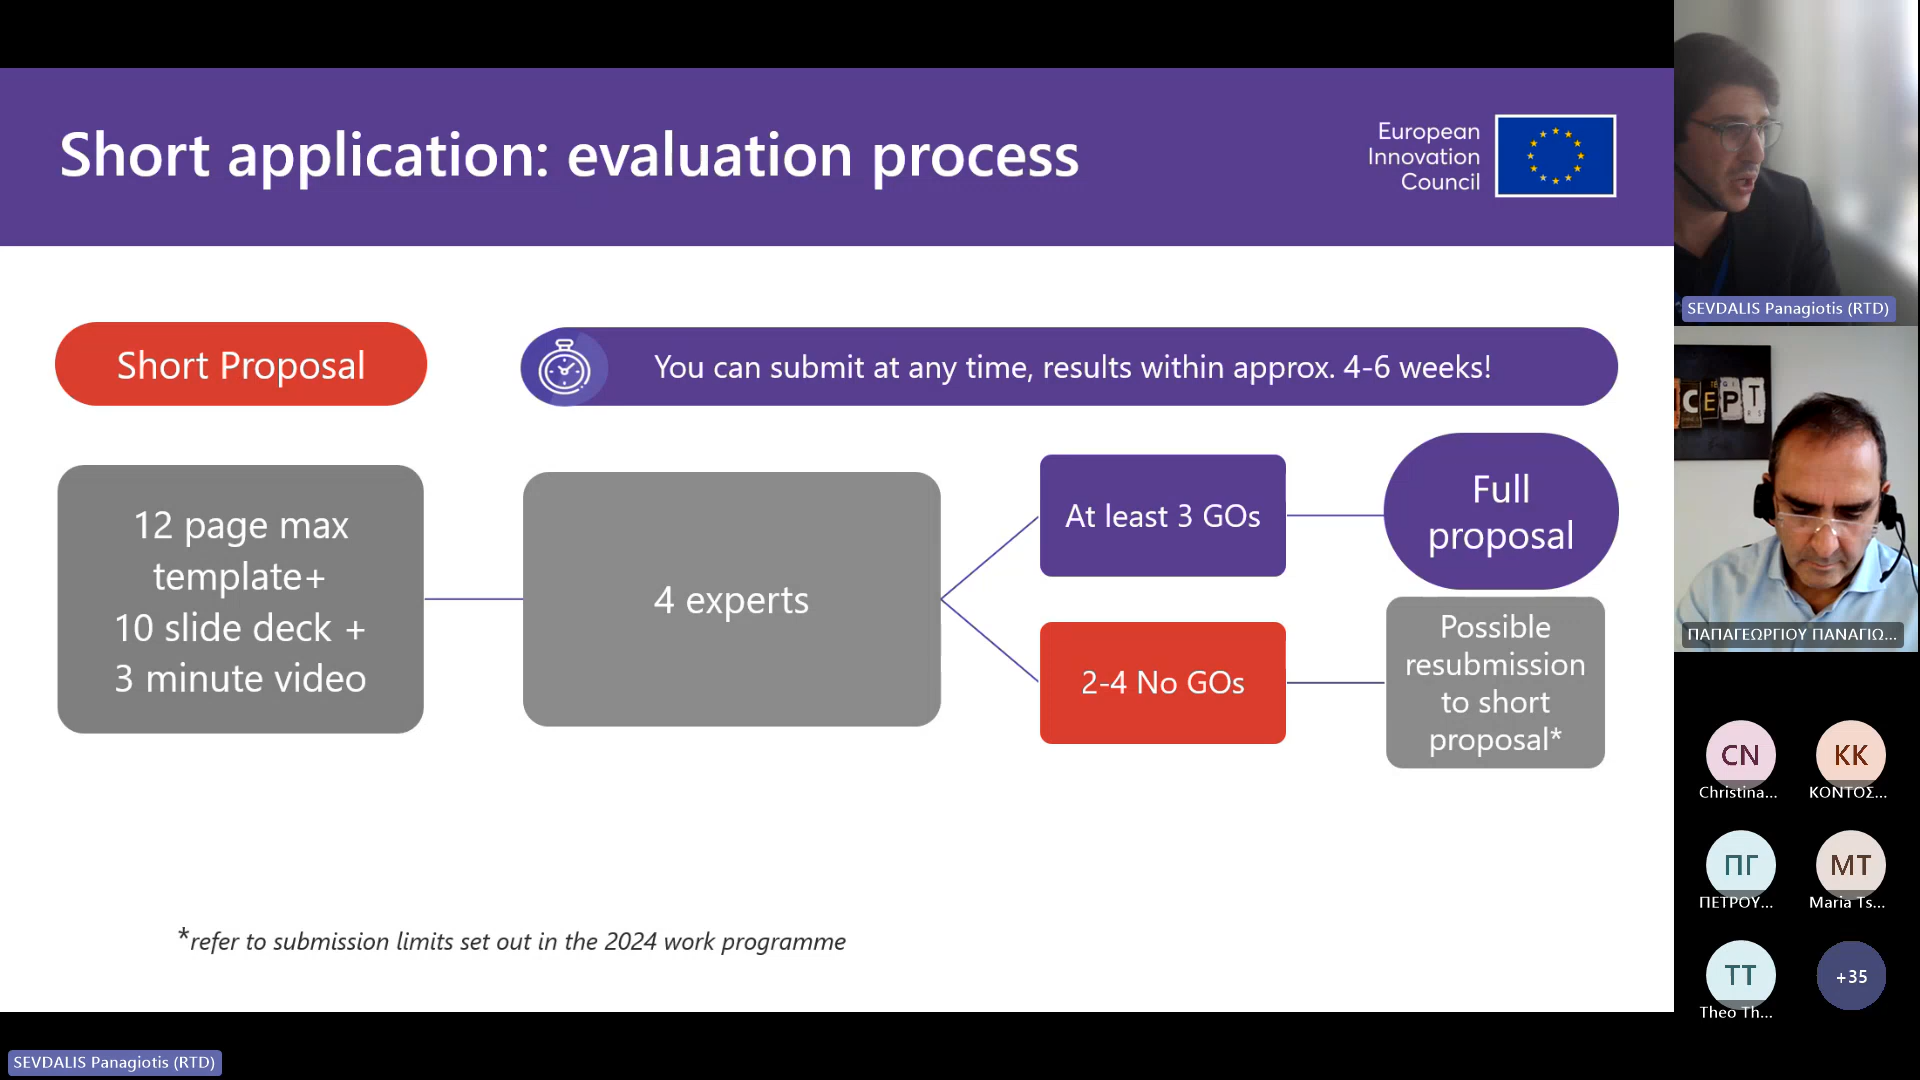 Short application: evaluation process
European
Innovation
Council
Short Proposal
You can submit at any time, results within approx. 4-6 weeks!
12 page max
template+
10 slide deck +
3 minute video
4 experts
At least 3 GOs
Full
proposal
2-4 No GOs
Possible
resubmission
to short
proposal*
*refer to submission limits set out in the 2024 work programme
SEVDALIS Panagiotis (RTD)
SEVDALIS Panagiotis (RTD)
CEPT
ΠΑΠΑΓΕΩΡΓΙΟΥ ΠΑΝΑΓΙΩ...
CN
Christina...
KK
ΚΟΝΤΟΣ...
ΠΓ
ΠΕΤΡΟΥ...
MT
Maria Ts...
TT
Theo Th...
+35